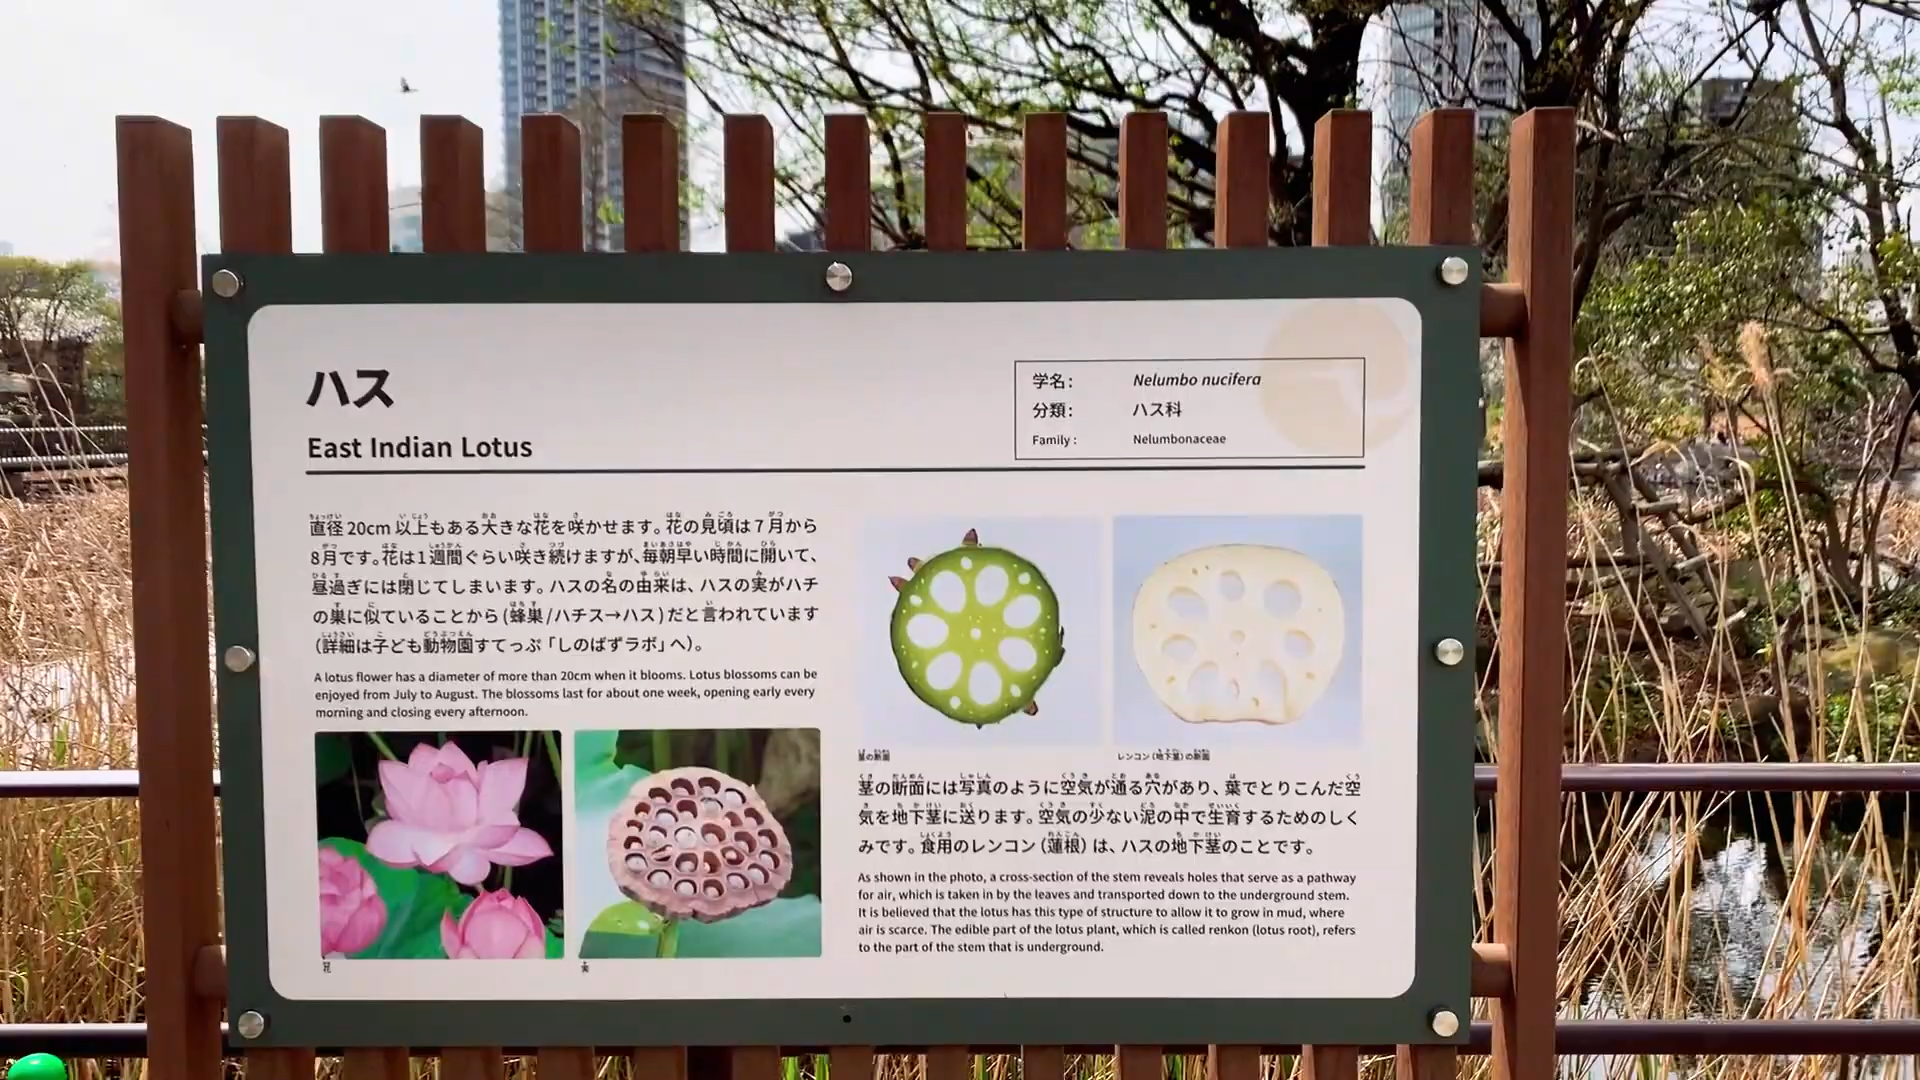 ハス
East Indian Lotus
学名： Nelumbo nucifera
分類： ハス科
Family : Nelumbonaceae
直径20cm以上もある大きな花を咲かせます。花の見頃は7月から
8月です。花は1週間ぐらい咲き続けますが、毎朝早い時間に開いて、
昼過ぎには閉じてしまいます。ハスの名の由来は、ハスの実がハチ
の巣に似ていることから(蜂巣/ハチス→ハス)だと言われています
(詳細は子ども動物園すてっぷ「しのばずラボ」へ)。
A lotus flower has a diameter of more than 20cm when it blooms. Lotus blossoms can be
enjoyed from July to August. The blossoms last for about one week, opening early every
morning and closing every afternoon.
花
実
茎の断面
レンコン(地下茎)の断面
茎の断面には写真のように空気が通る穴があり、葉でとりこんだ空
気を地下茎に送ります。空気の少ない泥の中で生育するためのしく
みです。食用のレンコン(蓮根)は、ハスの地下茎のことです。
As shown in the photo, a cross-section of the stem reveals holes that serve as a pathway
for air, which is taken in by the leaves and transported down to the underground stem.
It is believed that the lotus has this type of structure to allow it to grow in mud, where
air is scarce. The edible part of the lotus plant, which is called renkon (lotus root), refers
to the part of the stem that is underground.